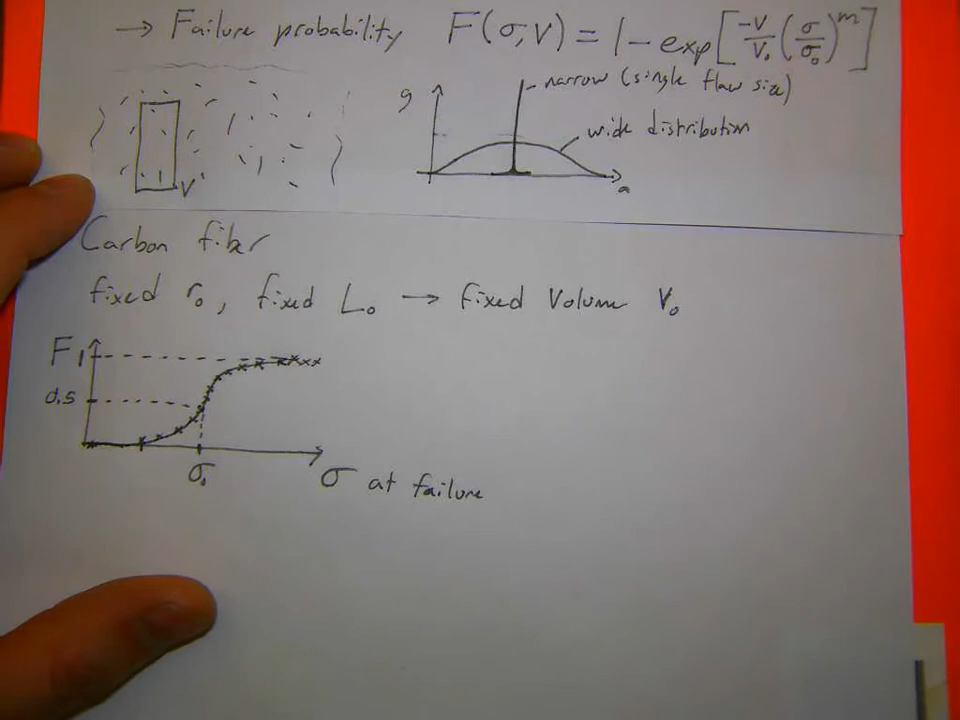 → Failure probability F(σ,V) = 1 - exp[-V/V₀ (σ/σ₀)^m]
g narrow (single flaw size)
wide distribution
V a
Carbon fiber
fixed r₀, fixed L₀ → fixed Volume V₀
F 1
0.5
σ₀ σ at failure